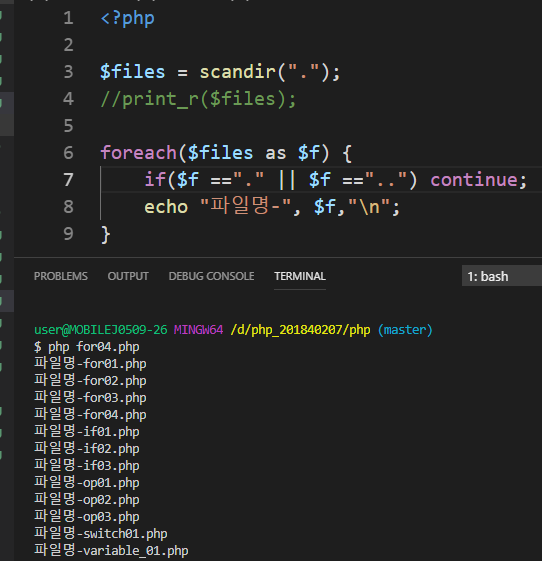 1 <?php
2
3 $files = scandir(".");
4 //print_r($files);
5
6 foreach($files as $f) {
7 if($f =="." || $f =="..") continue;
8 echo "파일명-", $f,"\n";
9 }
PROBLEMS OUTPUT DEBUG CONSOLE TERMINAL 1: bash
user@MOBILEJ0509-26 MINGW64 /d/php_201840207/php (master)
$ php for04.php
파일명-for01.php
파일명-for02.php
파일명-for03.php
파일명-for04.php
파일명-if01.php
파일명-if02.php
파일명-if03.php
파일명-op01.php
파일명-op02.php
파일명-op03.php
파일명-switch01.php
파일명-variable_01.php